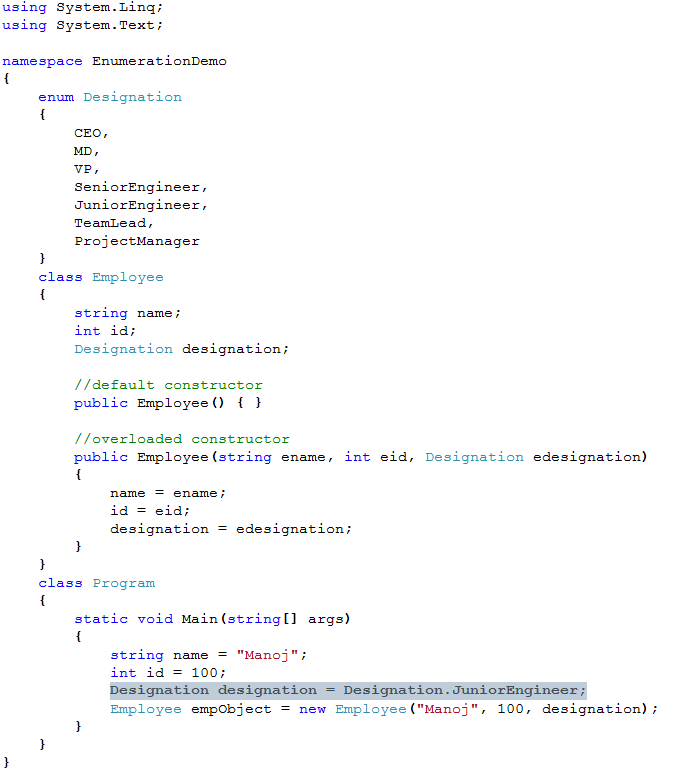 using System.Linq;
using System.Text;
namespace EnumerationDemo
{
    enum Designation
    {
        CEO,
        MD,
        VP,
        SeniorEngineer,
        JuniorEngineer,
        TeamLead,
        ProjectManager
    }
    class Employee
    {
        string name;
        int id;
        Designation designation;
        //default constructor
        public Employee() { }
        //overloaded constructor
        public Employee(string ename, int eid, Designation edesignation)
        {
            name = ename;
            id = eid;
            designation = edesignation;
        }
    }
    class Program
    {
        static void Main(string[] args)
        {
            string name = "Manoj";
            int id = 100;
            Designation designation = Designation.JuniorEngineer;
            Employee empObject = new Employee("Manoj", 100, designation);
        }
    }
}